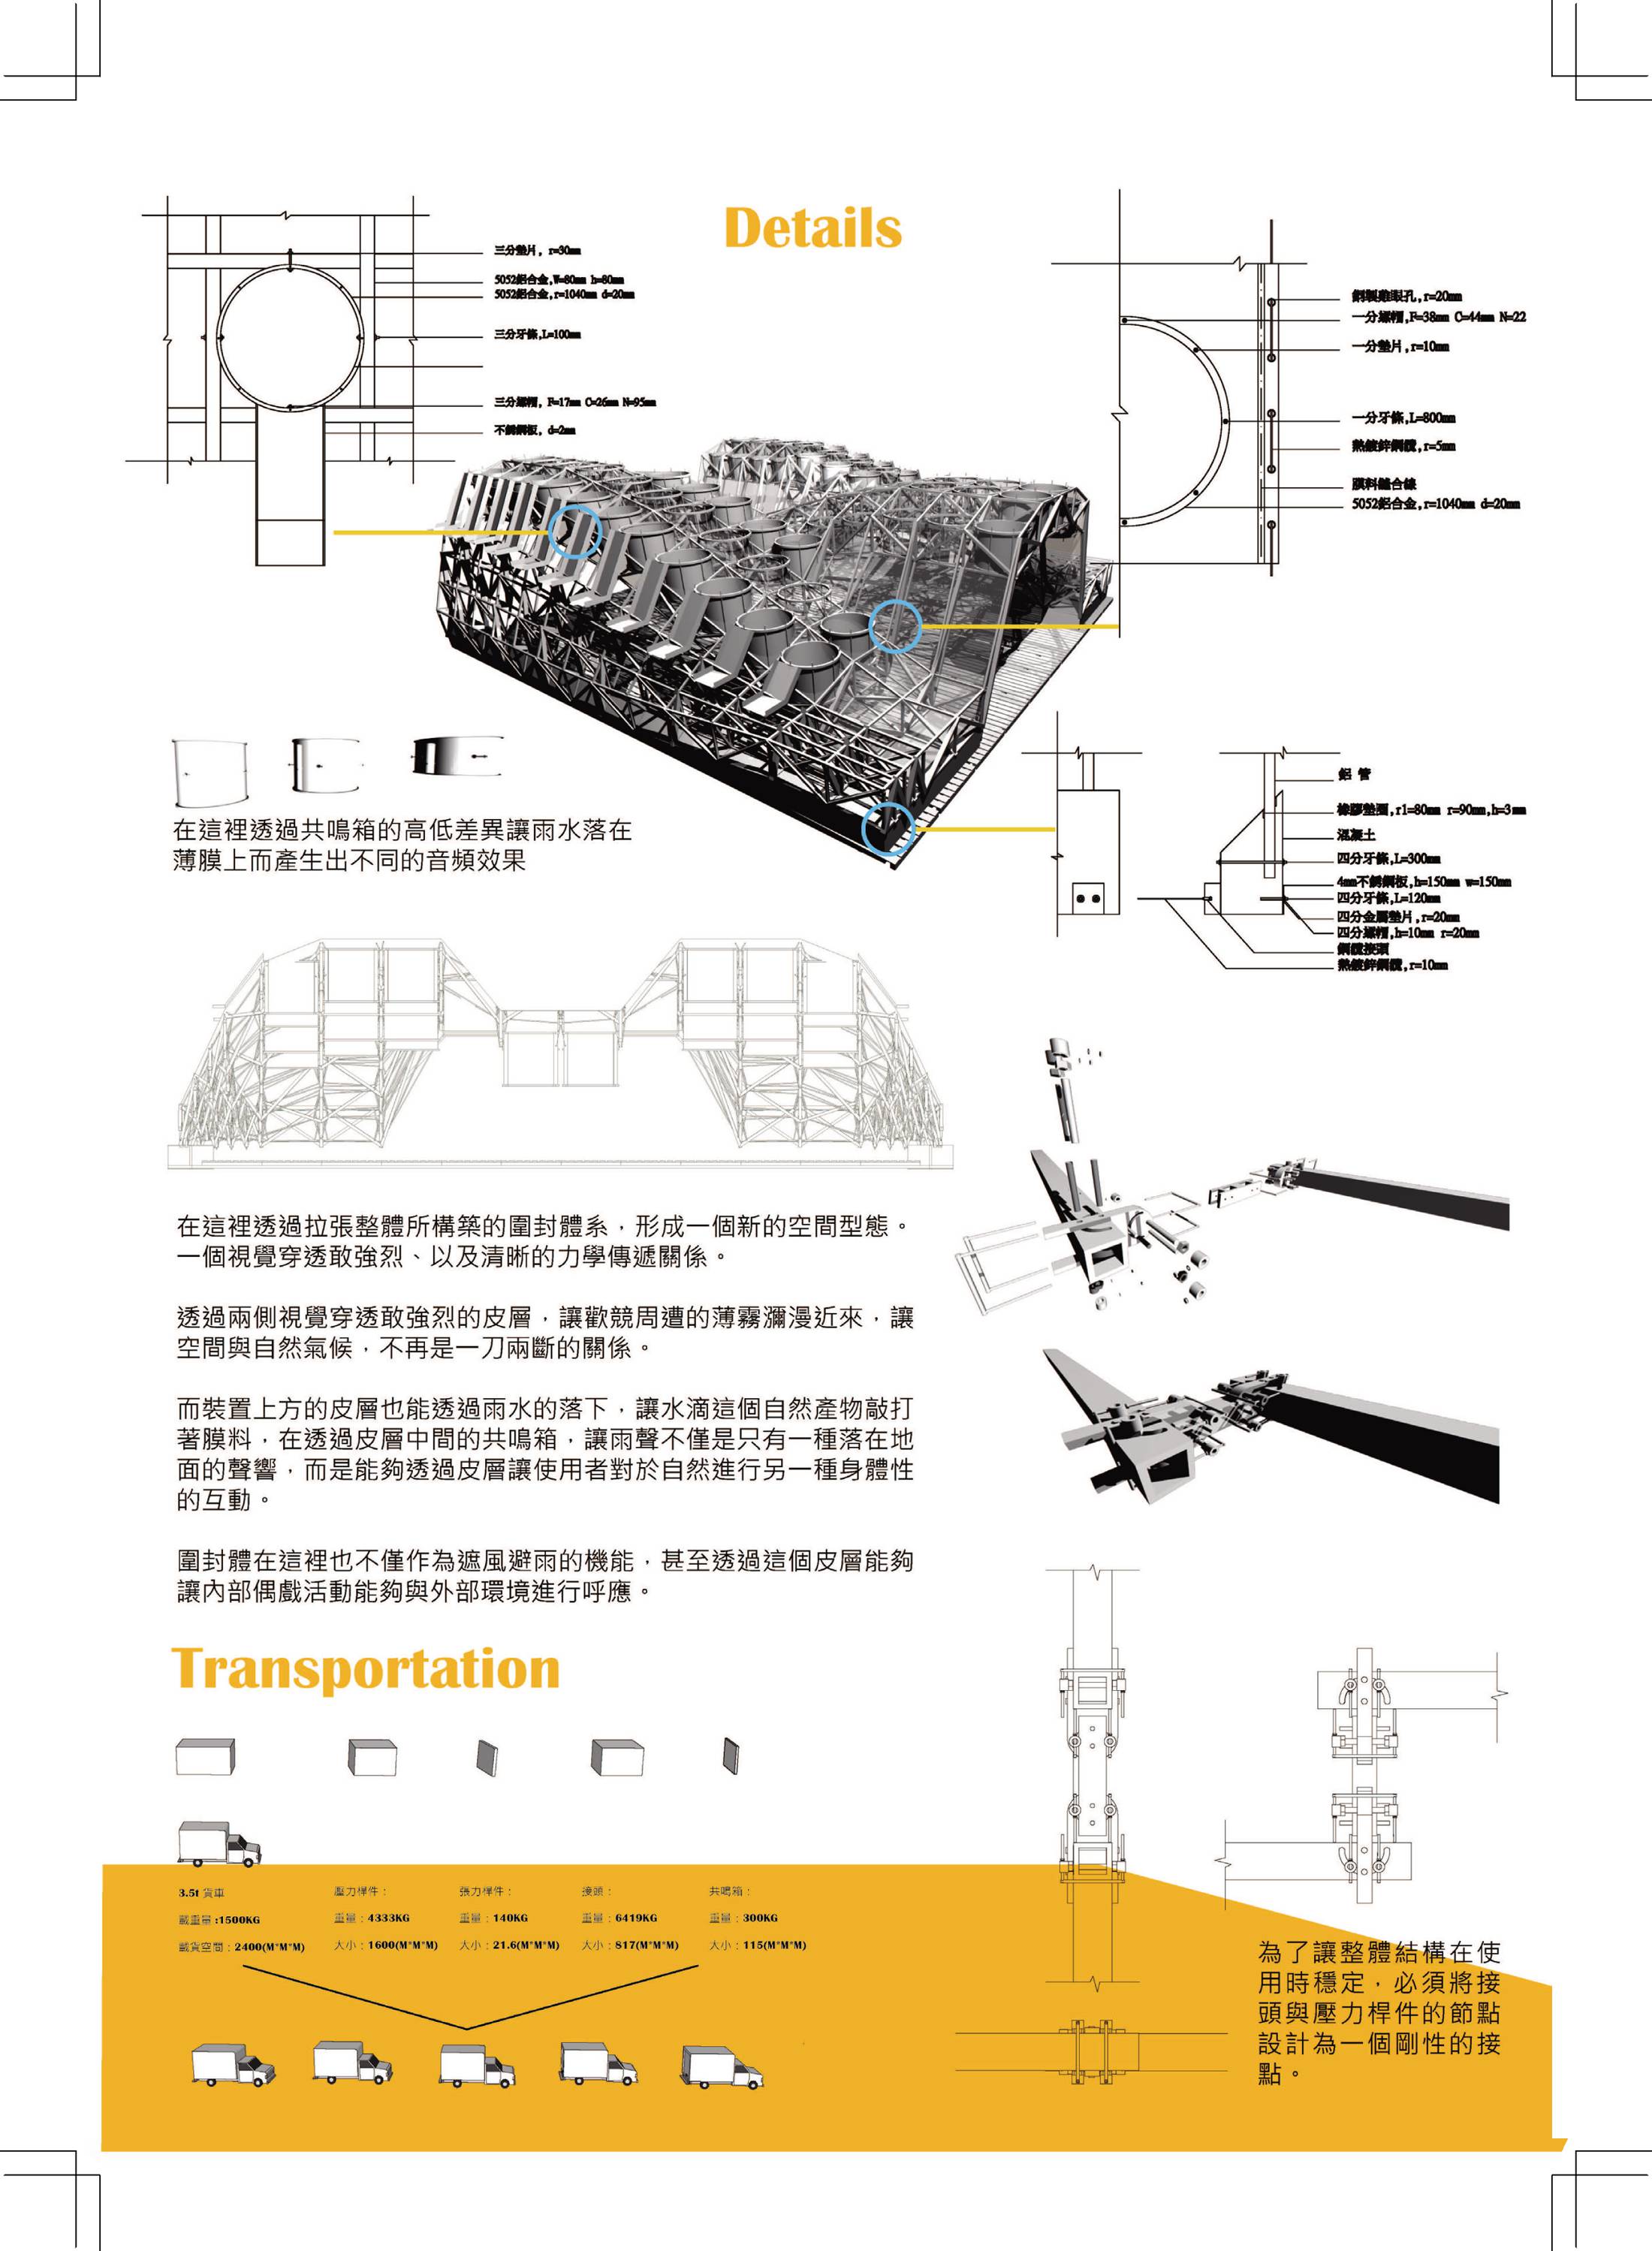 Details
三分墊片, r=30mm
5052鋁合金,W=80mm h=80mm
5052鋁合金,r=1040mm d=20mm
三分牙條,L=100mm
三分螺帽, F=17mm C=26mm N=95mm
不銹鋼板, d=2mm
銅製雞眼孔,r=20mm
一分螺帽,F=38mm C=44mm N=22
一分墊片,r=10mm
一分牙條,L=800mm
熱鍍鋅鋼纜,r=5mm
膜料縫合線
5052鋁合金,r=1040mm d=20mm
在這裡透過共鳴箱的高低差異讓雨水落在
薄膜上而產生出不同的音頻效果
鋁 管
橡膠墊圈,r1=80mm r=90mm,h=3mm
混凝土
四分牙條,L=300mm
4mm不銹鋼板,h=150mm w=150mm
四分牙條,L=120mm
四分金屬墊片,r=20mm
四分螺帽,h=10mm r=20mm
鋼纜接頭
熱鍍鋅鋼纜,r=10mm
在這裡透過拉張整體所構築的圍封體系，形成一個新的空間型態。
一個視覺穿透敢強烈、以及清晰的力學傳遞關係。
透過兩側視覺穿透敢強烈的皮層，讓歡競周遭的薄霧瀰漫近來，讓
空間與自然氣候，不再是一刀兩斷的關係。
而裝置上方的皮層也能透過雨水的落下，讓水滴這個自然產物敲打
著膜料，在透過皮層中間的共鳴箱，讓雨聲不僅是只有一種落在地
面的聲響，而是能夠透過皮層讓使用者對於自然進行另一種身體性
的互動。
圍封體在這裡也不僅作為遮風避雨的機能，甚至透過這個皮層能夠
讓內部偶戲活動能夠與外部環境進行呼應。
Transportation
3.5t 貨車
載重量:1500KG
載貨空間：2400(M*M*M)
壓力桿件：
重量：4333KG
大小：1600(M*M*M)
張力桿件：
重量：140KG
大小：21.6(M*M*M)
接頭：
重量：6419KG
大小：817(M*M*M)
共鳴箱：
重量：300KG
大小：115(M*M*M)
為了讓整體結構在使
用時穩定，必須將接
頭與壓力桿件的節點
設計為一個剛性的接
點。